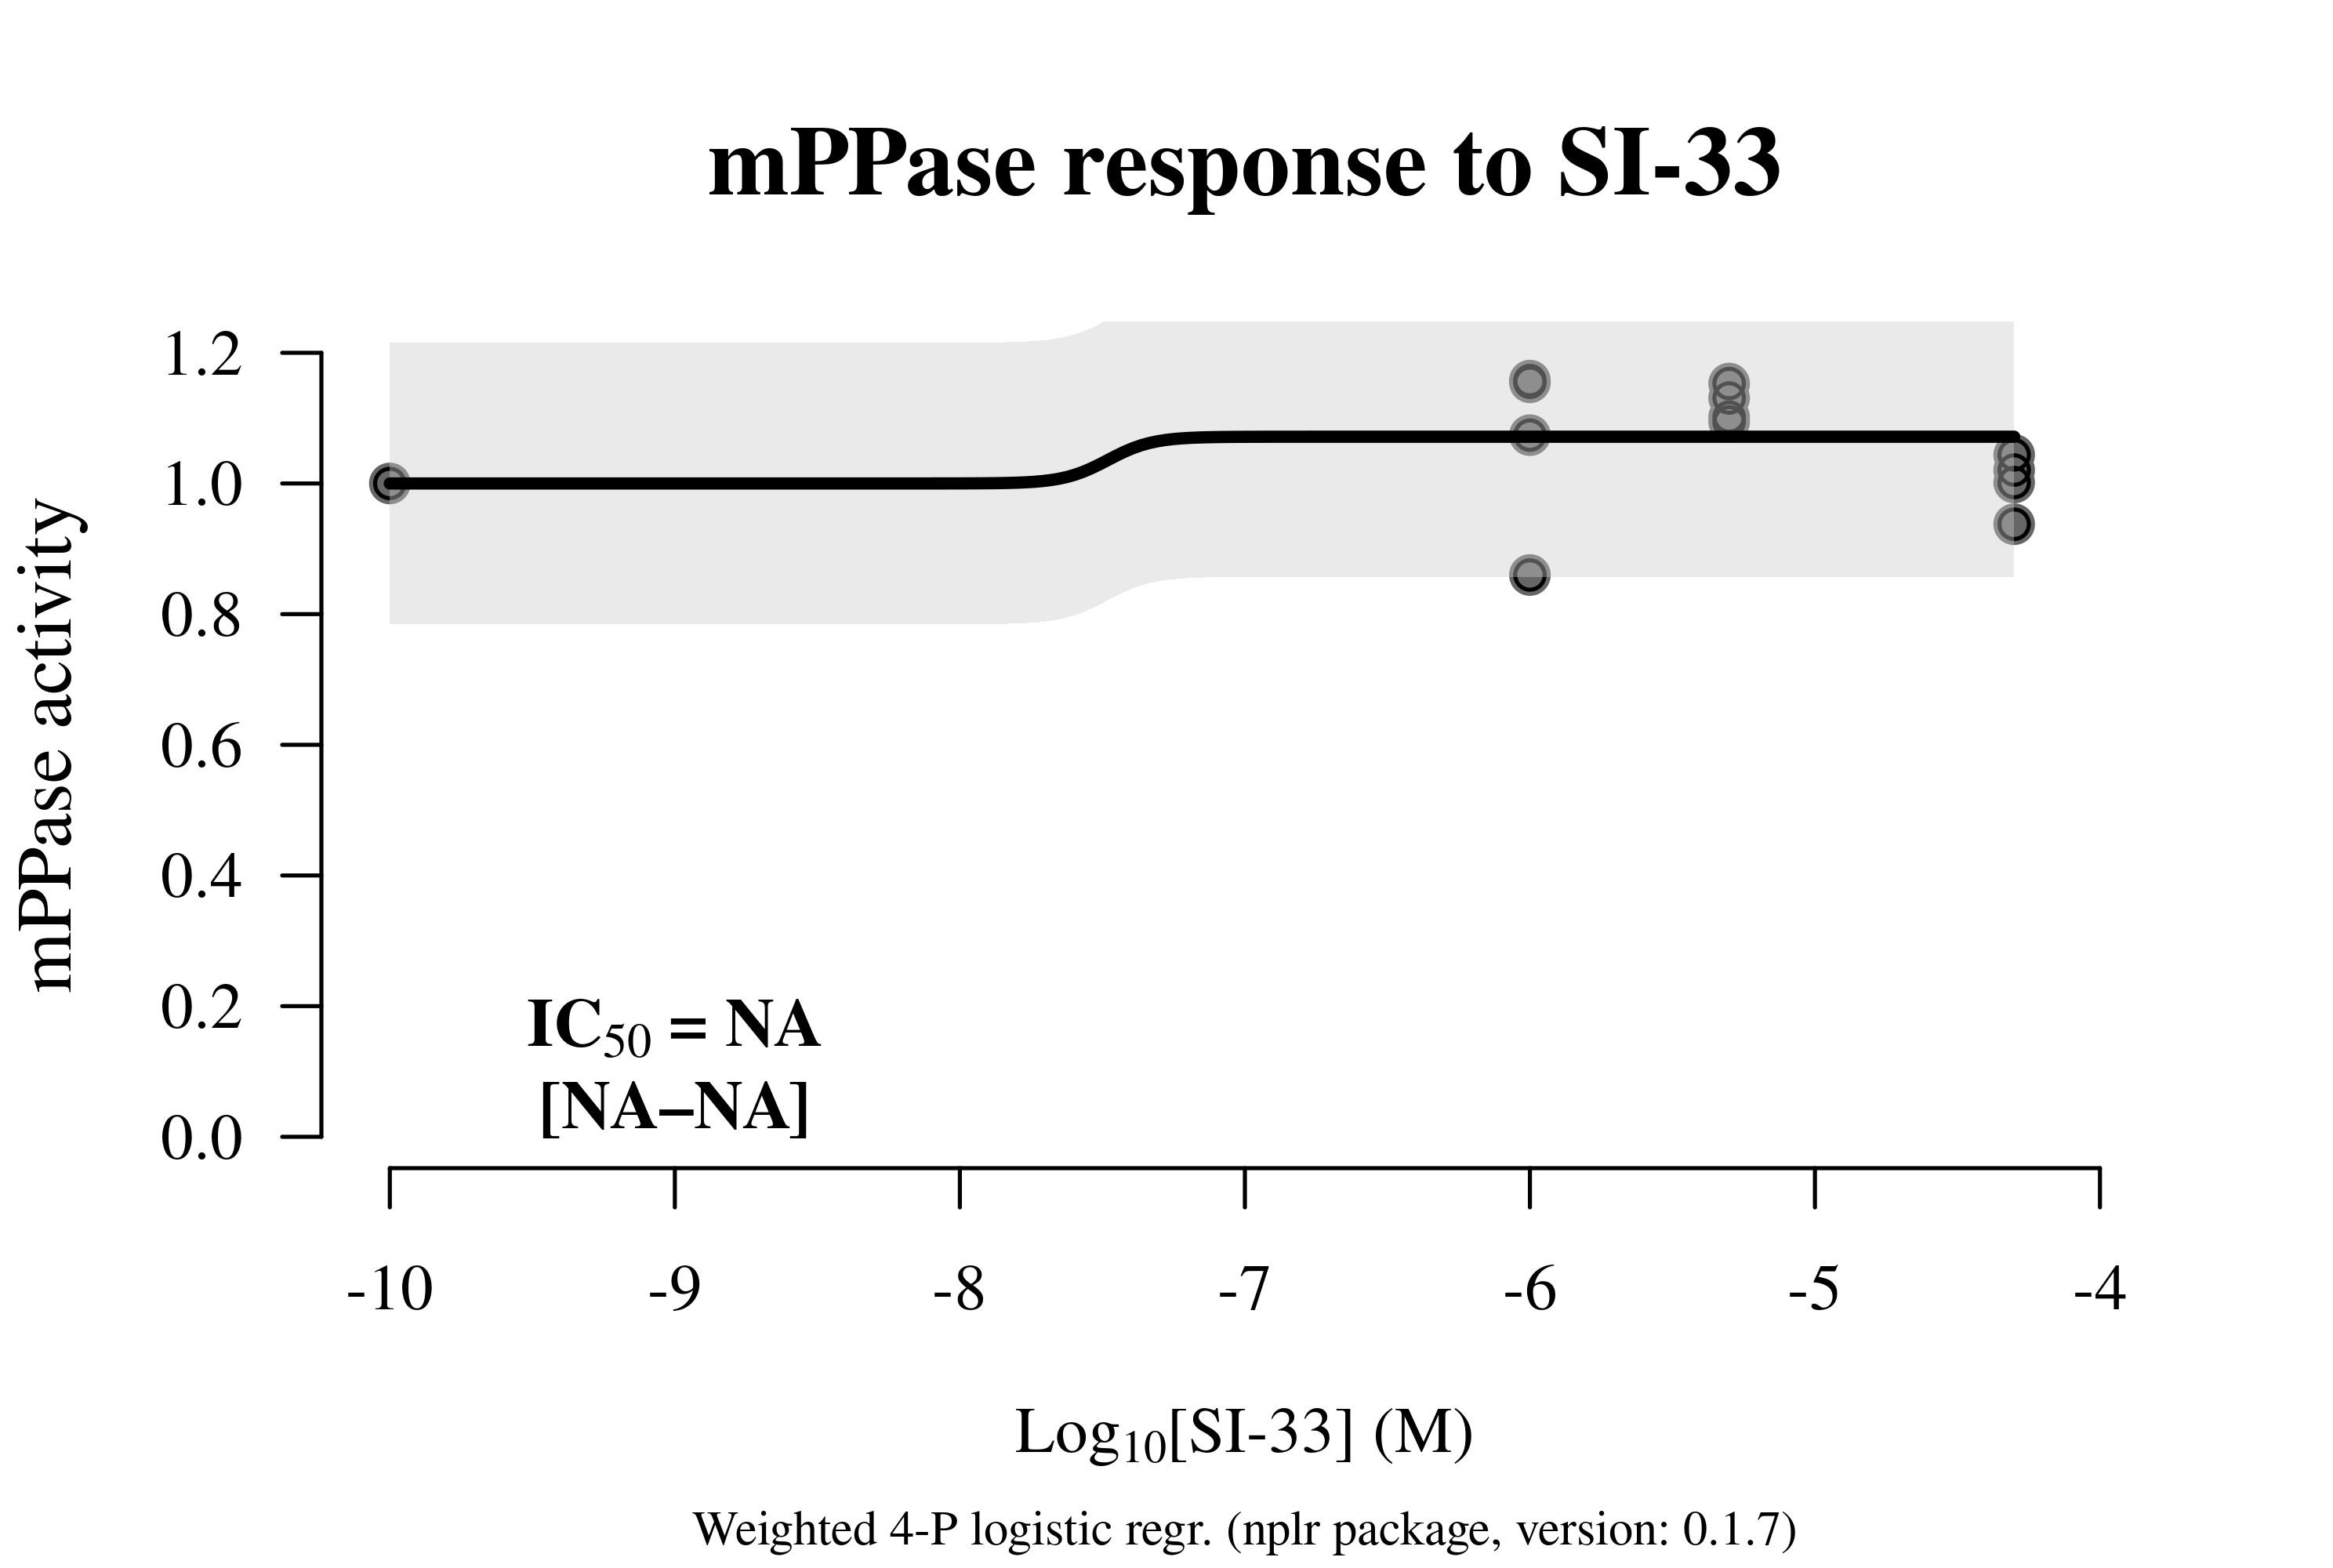 mPPase response to SI-33
mPPase activity
1.2
1.0
0.8
0.6
0.4
0.2
0.0
IC50 = NA
[NA–NA]
-10 -9 -8 -7 -6 -5 -4
Log10[SI-33] (M)
Weighted 4-P logistic regr. (nplr package, version: 0.1.7)